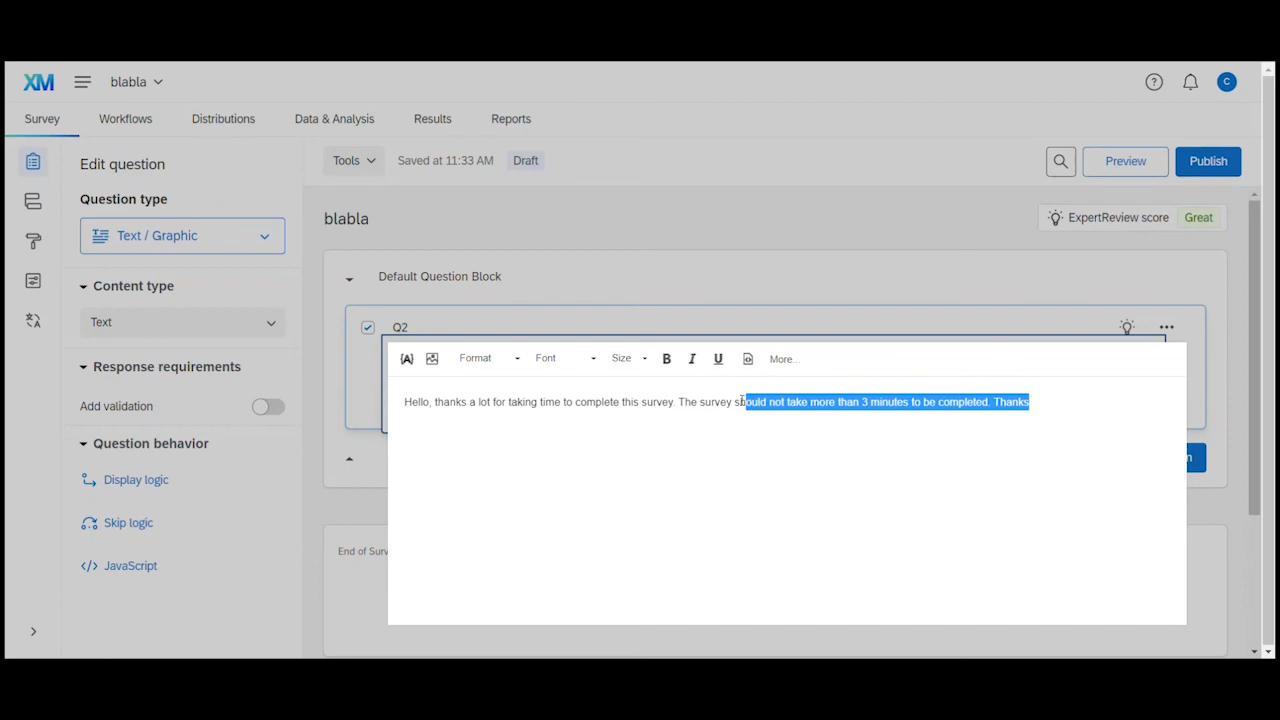 XM blabla
C
Survey Workflows Distributions Data & Analysis Results Reports
Edit question
Tools Saved at 11:33 AM Draft Preview Publish
Question type
Text / Graphic
blabla
ExpertReview score Great
Content type
Text
Default Question Block
Q2
Response requirements
Add validation
Format Font Size B I U More...
Hello, thanks a lot for taking time to complete this survey. The survey should not take more than 3 minutes to be completed. Thanks
Question behavior
Display logic
Skip logic
JavaScript
End of Surv